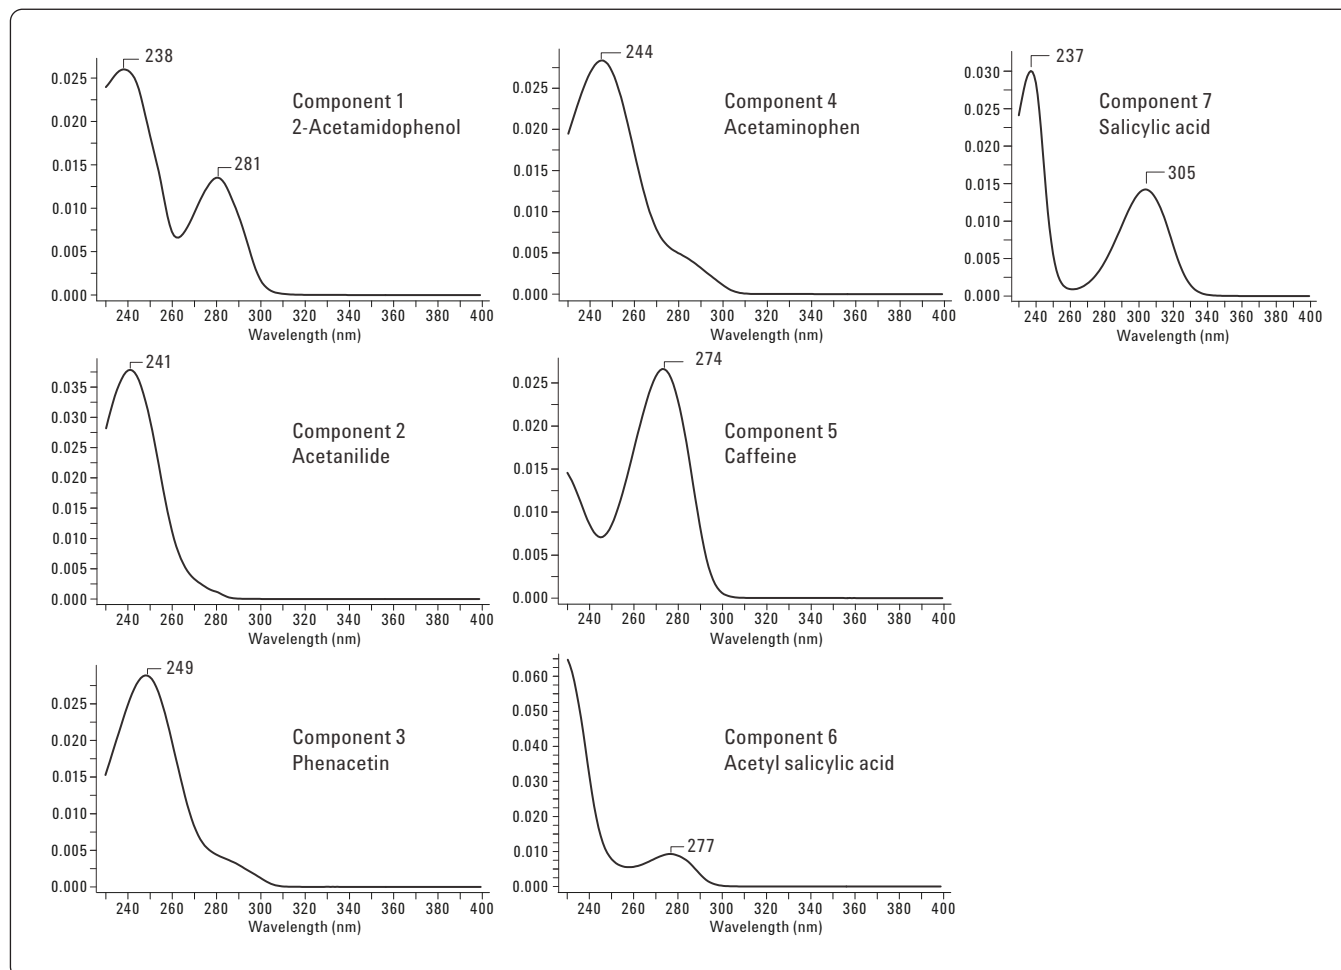 238
0.025
0.020
0.015
0.010
0.005
0.000
281
Component 1
2-Acetamidophenol
240 260 280 300 320 340 360 380 400
Wavelength (nm)
244
0.025
0.020
0.015
0.010
0.005
0.000
Component 4
Acetaminophen
240 260 280 300 320 340 360 380 400
Wavelength (nm)
237
0.030
0.025
0.020
0.015
0.010
0.005
0.000
305
Component 7
Salicylic acid
240 260 280 300 320 340 360 380 400
Wavelength (nm)
241
0.035
0.030
0.025
0.020
0.015
0.010
0.005
0.000
Component 2
Acetanilide
240 260 280 300 320 340 360 380 400
Wavelength (nm)
274
0.025
0.020
0.015
0.010
0.005
0.000
Component 5
Caffeine
240 260 280 300 320 340 360 380 400
Wavelength (nm)
249
0.025
0.020
0.015
0.010
0.005
0.000
Component 3
Phenacetin
240 260 280 300 320 340 360 380 400
Wavelength (nm)
0.060
0.050
0.040
0.030
0.020
0.010
0.000
277
Component 6
Acetyl salicylic acid
240 260 280 300 320 340 360 380 400
Wavelength (nm)